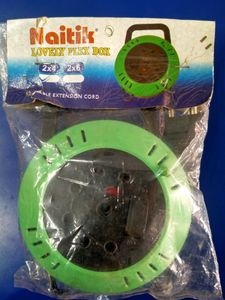 Naitik
LOVELY FLEX BOX
2x4 2x6
EXTENSION CORD